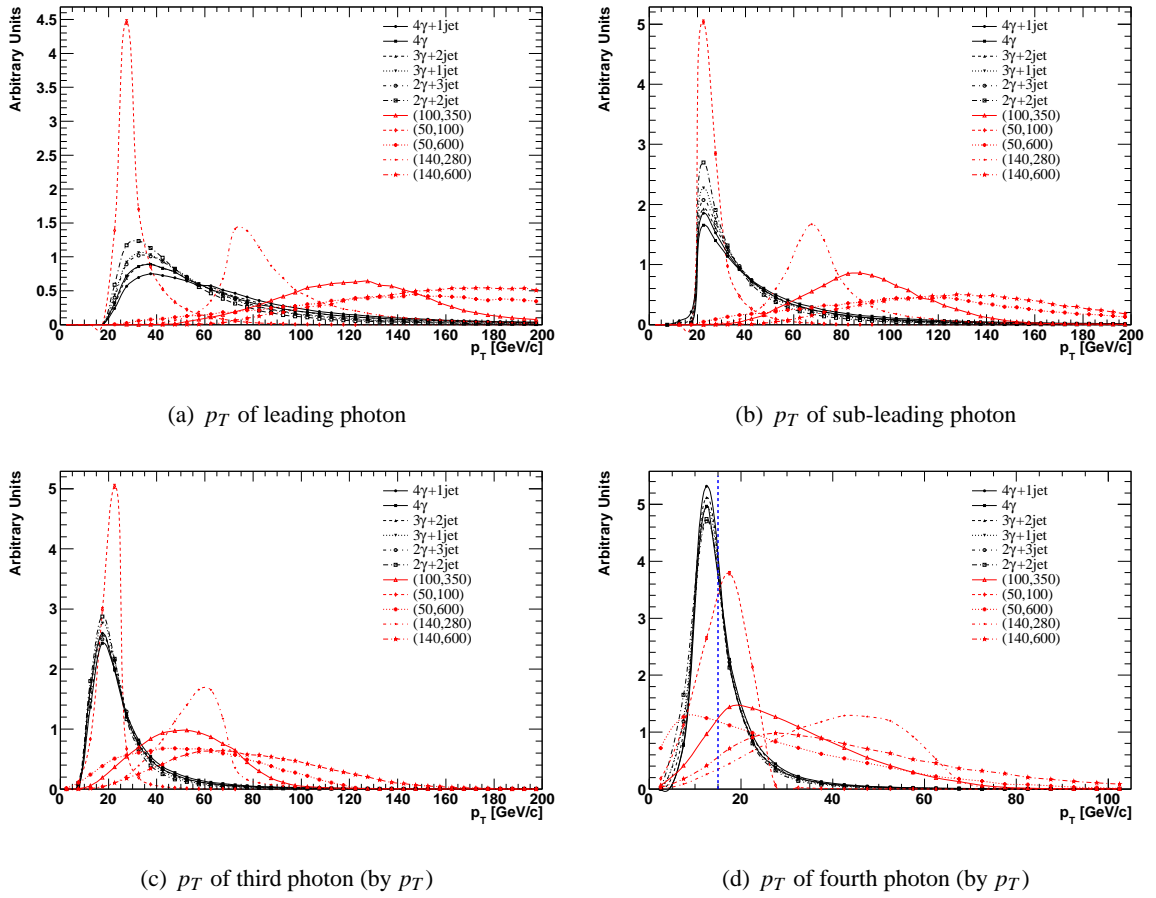 Arbitrary Units
4.5
4
3.5
3
2.5
2
1.5
1
0.5
0
0 20 40 60 80 100 120 140 160 180 200
p_T [GeV/c]
4γ+1jet
4γ
3γ+2jet
3γ+1jet
2γ+3jet
2γ+2jet
(100,350)
(50,100)
(50,600)
(140,280)
(140,600)
(a) p_T of leading photon
Arbitrary Units
5
4
3
2
1
0
0 20 40 60 80 100 120 140 160 180 200
p_T [GeV/c]
4γ+1jet
4γ
3γ+2jet
3γ+1jet
2γ+3jet
2γ+2jet
(100,350)
(50,100)
(50,600)
(140,280)
(140,600)
(b) p_T of sub-leading photon
Arbitrary Units
5
4
3
2
1
0
0 20 40 60 80 100 120 140 160 180 200
p_T [GeV/c]
4γ+1jet
4γ
3γ+2jet
3γ+1jet
2γ+3jet
2γ+2jet
(100,350)
(50,100)
(50,600)
(140,280)
(140,600)
(c) p_T of third photon (by p_T)
Arbitrary Units
5
4
3
2
1
0
0 20 40 60 80 100
p_T [GeV/c]
4γ+1jet
4γ
3γ+2jet
3γ+1jet
2γ+3jet
2γ+2jet
(100,350)
(50,100)
(50,600)
(140,280)
(140,600)
(d) p_T of fourth photon (by p_T)